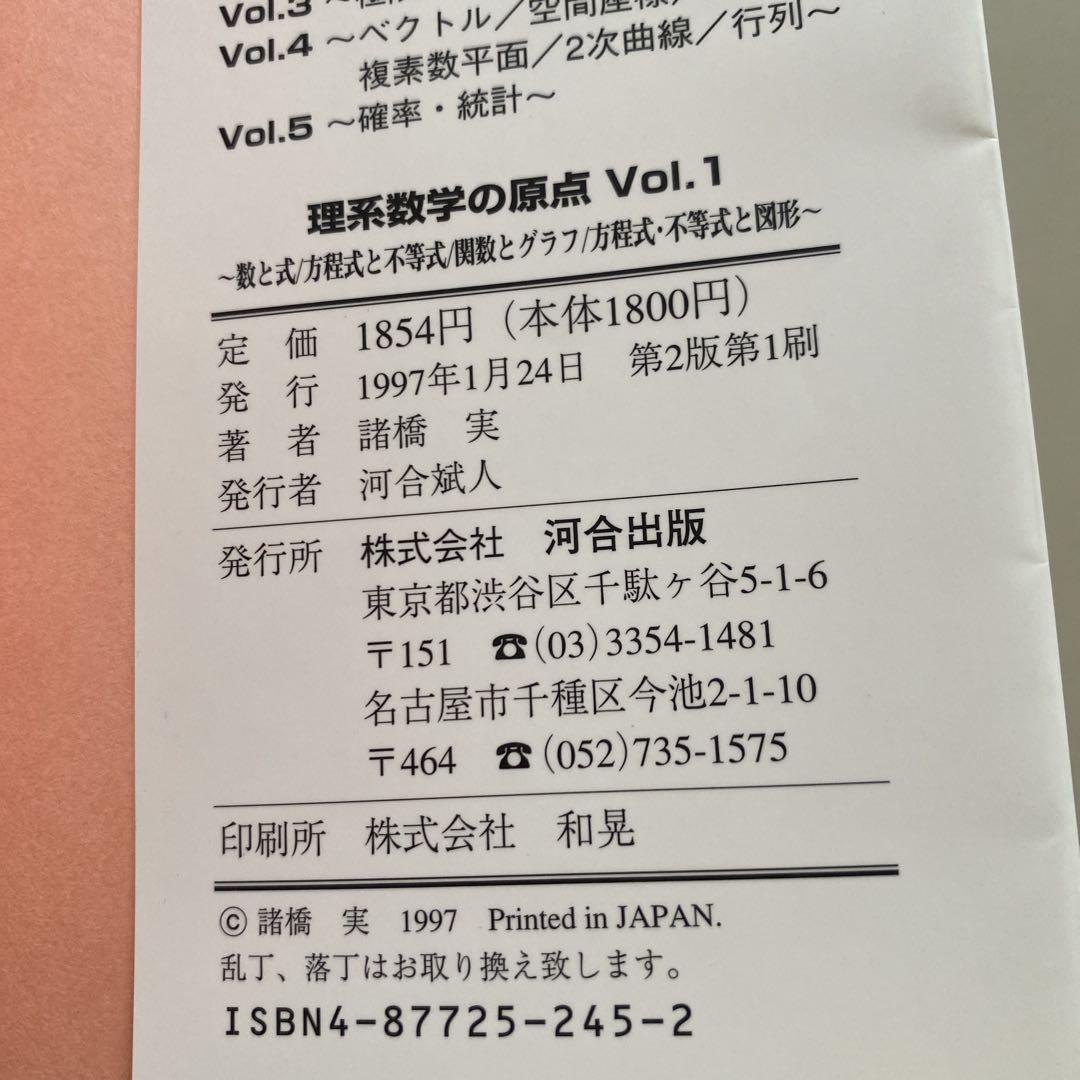 Vol.3 ～
Vol.4 ～ベクトル／空間座標／
複素数平面／2次曲線／行列～
Vol.5 ～確率・統計～
理系数学の原点 Vol.1
～数と式/方程式と不等式/関数とグラフ/方程式・不等式と図形～
定　価　1854円（本体1800円）
発　行　1997年1月24日　第2版第1刷
著　者　諸橋　実
発行者　河合斌人
発行所　株式会社　河合出版
東京都渋谷区千駄ヶ谷5-1-6
〒151　☎(03)3354-1481
名古屋市千種区今池2-1-10
〒464　☎(052)735-1575
印刷所　株式会社　和晃
© 諸橋　実　1997　Printed in JAPAN.
乱丁、落丁はお取り換え致します。
ISBN4-87725-245-2